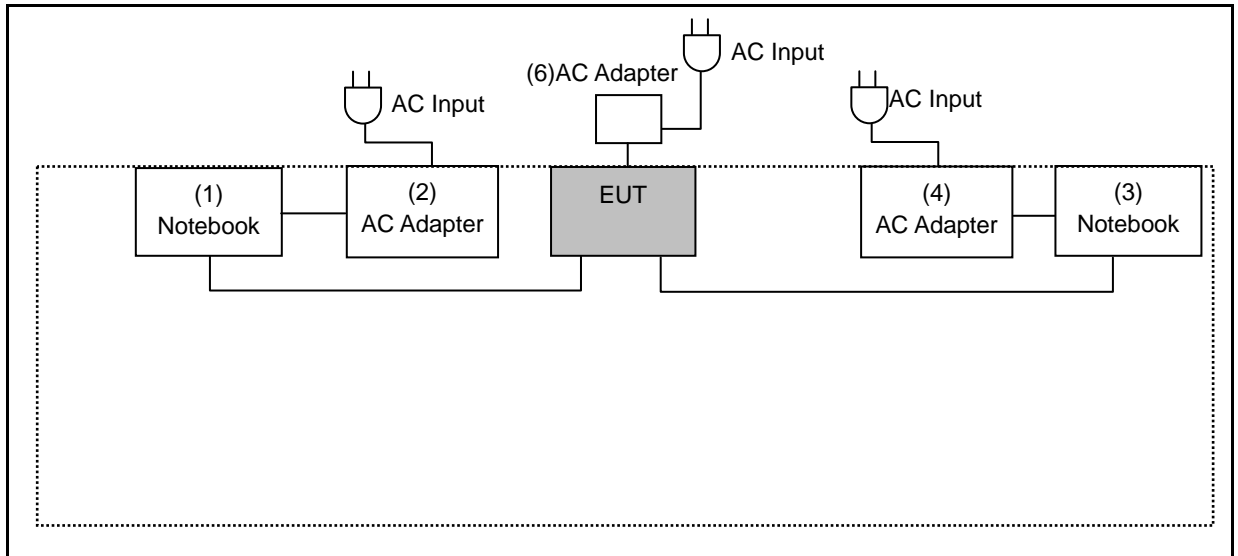 AC Input
(6)AC Adapter
AC Input
AC Input
(1)
Notebook
(2)
AC Adapter
EUT
(4)
AC Adapter
(3)
Notebook